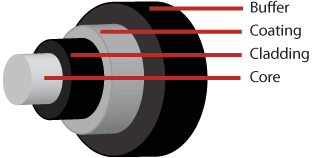 Buffer
Coating
Cladding
Core